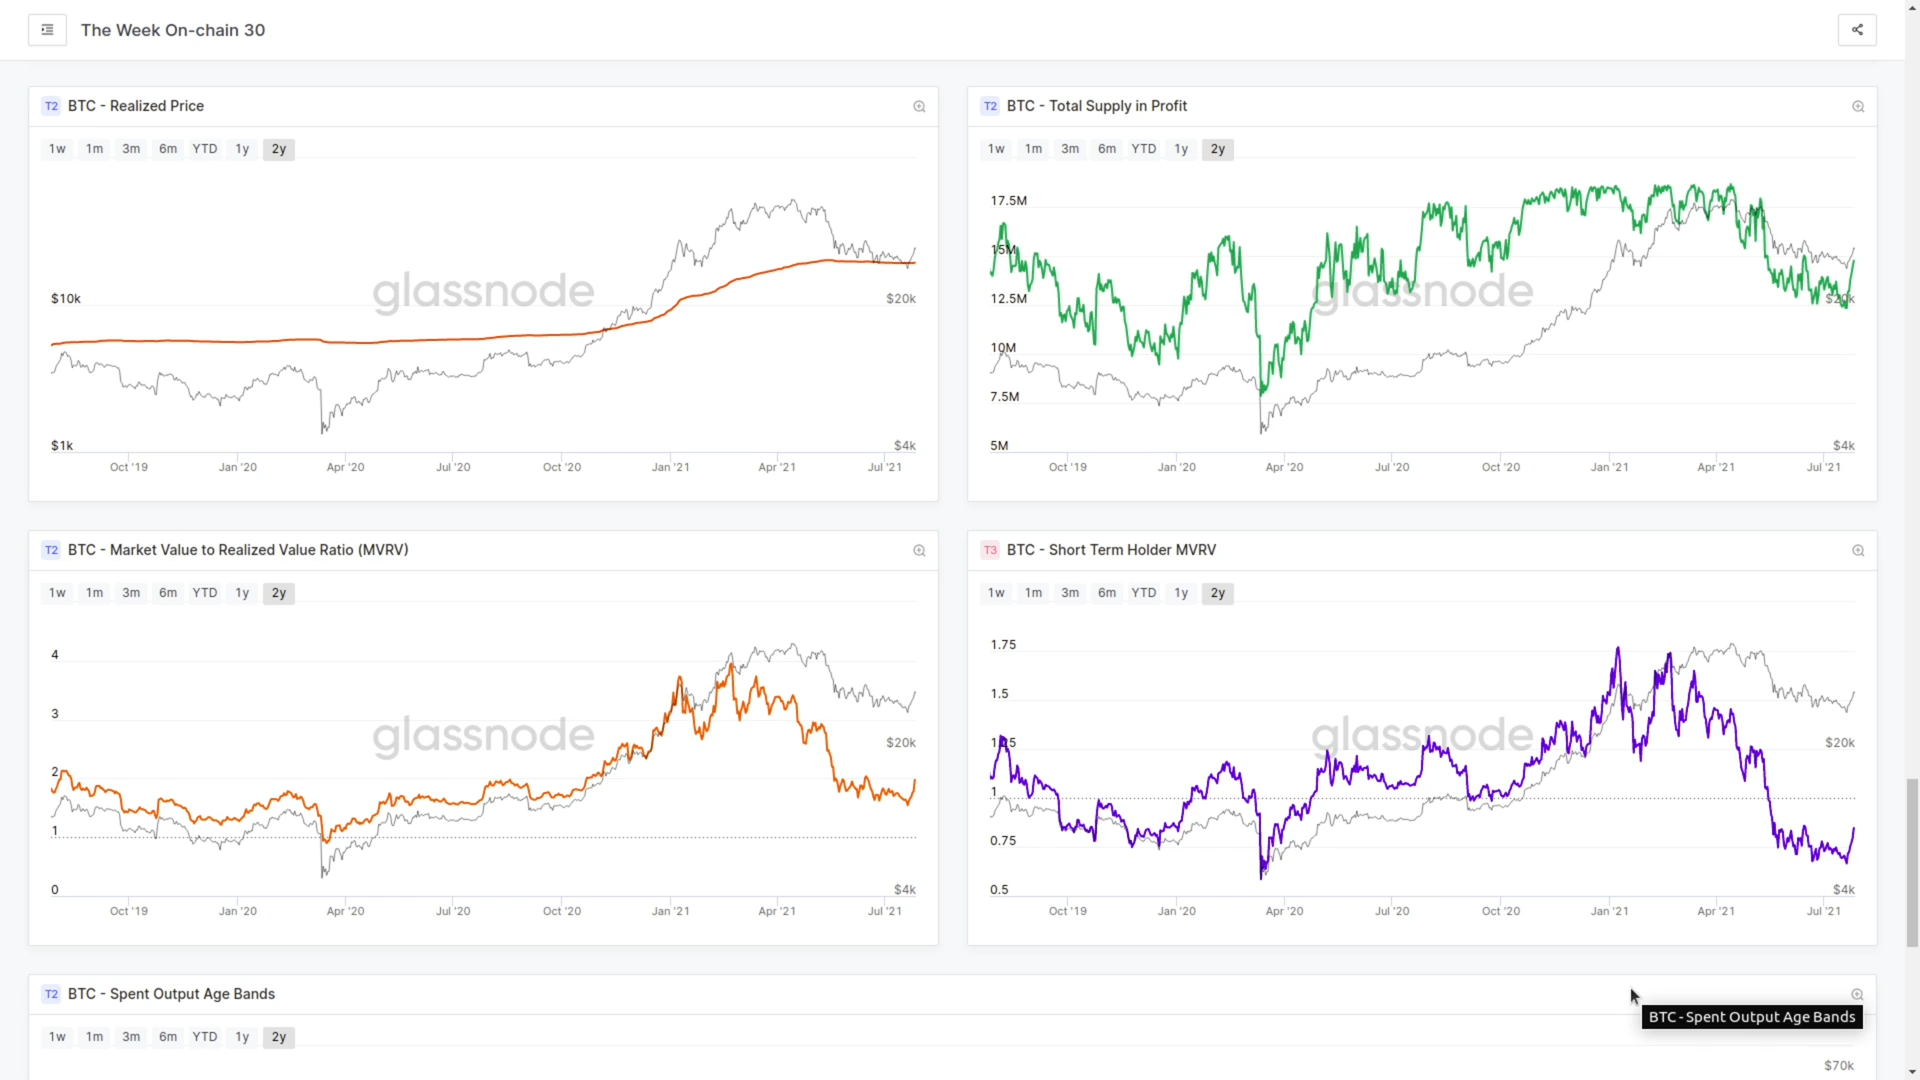 The Week On-chain 30
T2 BTC - Realized Price
1w 1m 3m 6m YTD 1y 2y
glassnode
$10k
$20k
$1k
$4k
Oct '19 Jan '20 Apr '20 Jul '20 Oct '20 Jan '21 Apr '21 Jul '21
T2 BTC - Total Supply in Profit
1w 1m 3m 6m YTD 1y 2y
17.5M
15M
glassnode
12.5M
$20k
10M
7.5M
5M
$4k
Oct '19 Jan '20 Apr '20 Jul '20 Oct '20 Jan '21 Apr '21 Jul '21
T2 BTC - Market Value to Realized Value Ratio (MVRV)
1w 1m 3m 6m YTD 1y 2y
4
3
glassnode
$20k
2
1
0
$4k
Oct '19 Jan '20 Apr '20 Jul '20 Oct '20 Jan '21 Apr '21 Jul '21
T3 BTC - Short Term Holder MVRV
1w 1m 3m 6m YTD 1y 2y
1.75
1.5
glassnode
1.25
$20k
1
0.75
0.5
$4k
Oct '19 Jan '20 Apr '20 Jul '20 Oct '20 Jan '21 Apr '21 Jul '21
T2 BTC - Spent Output Age Bands
BTC - Spent Output Age Bands
1w 1m 3m 6m YTD 1y 2y
$70k